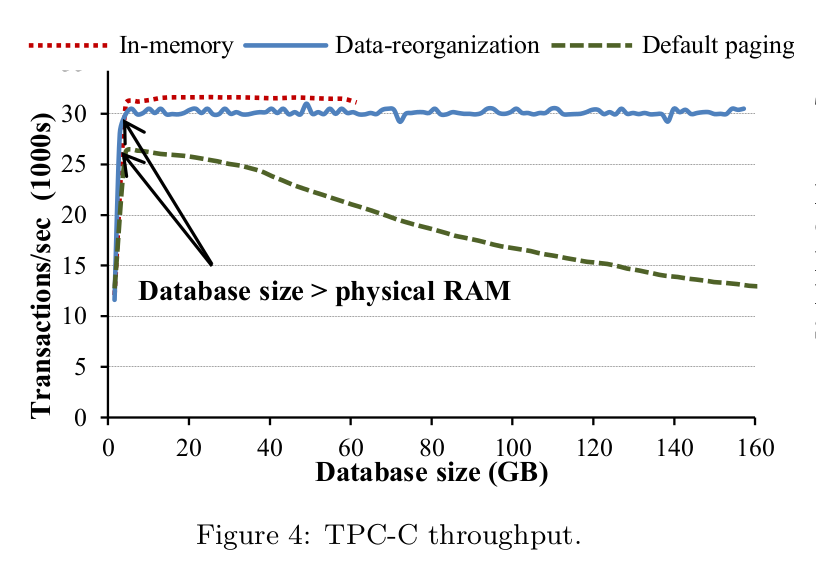 In-memory Data-reorganization Default paging
30
25
20
15
10
5
0
Transactions/sec (1000s)
Database size > physical RAM
0 20 40 60 80 100 120 140 160
Database size (GB)
Figure 4: TPC-C throughput.